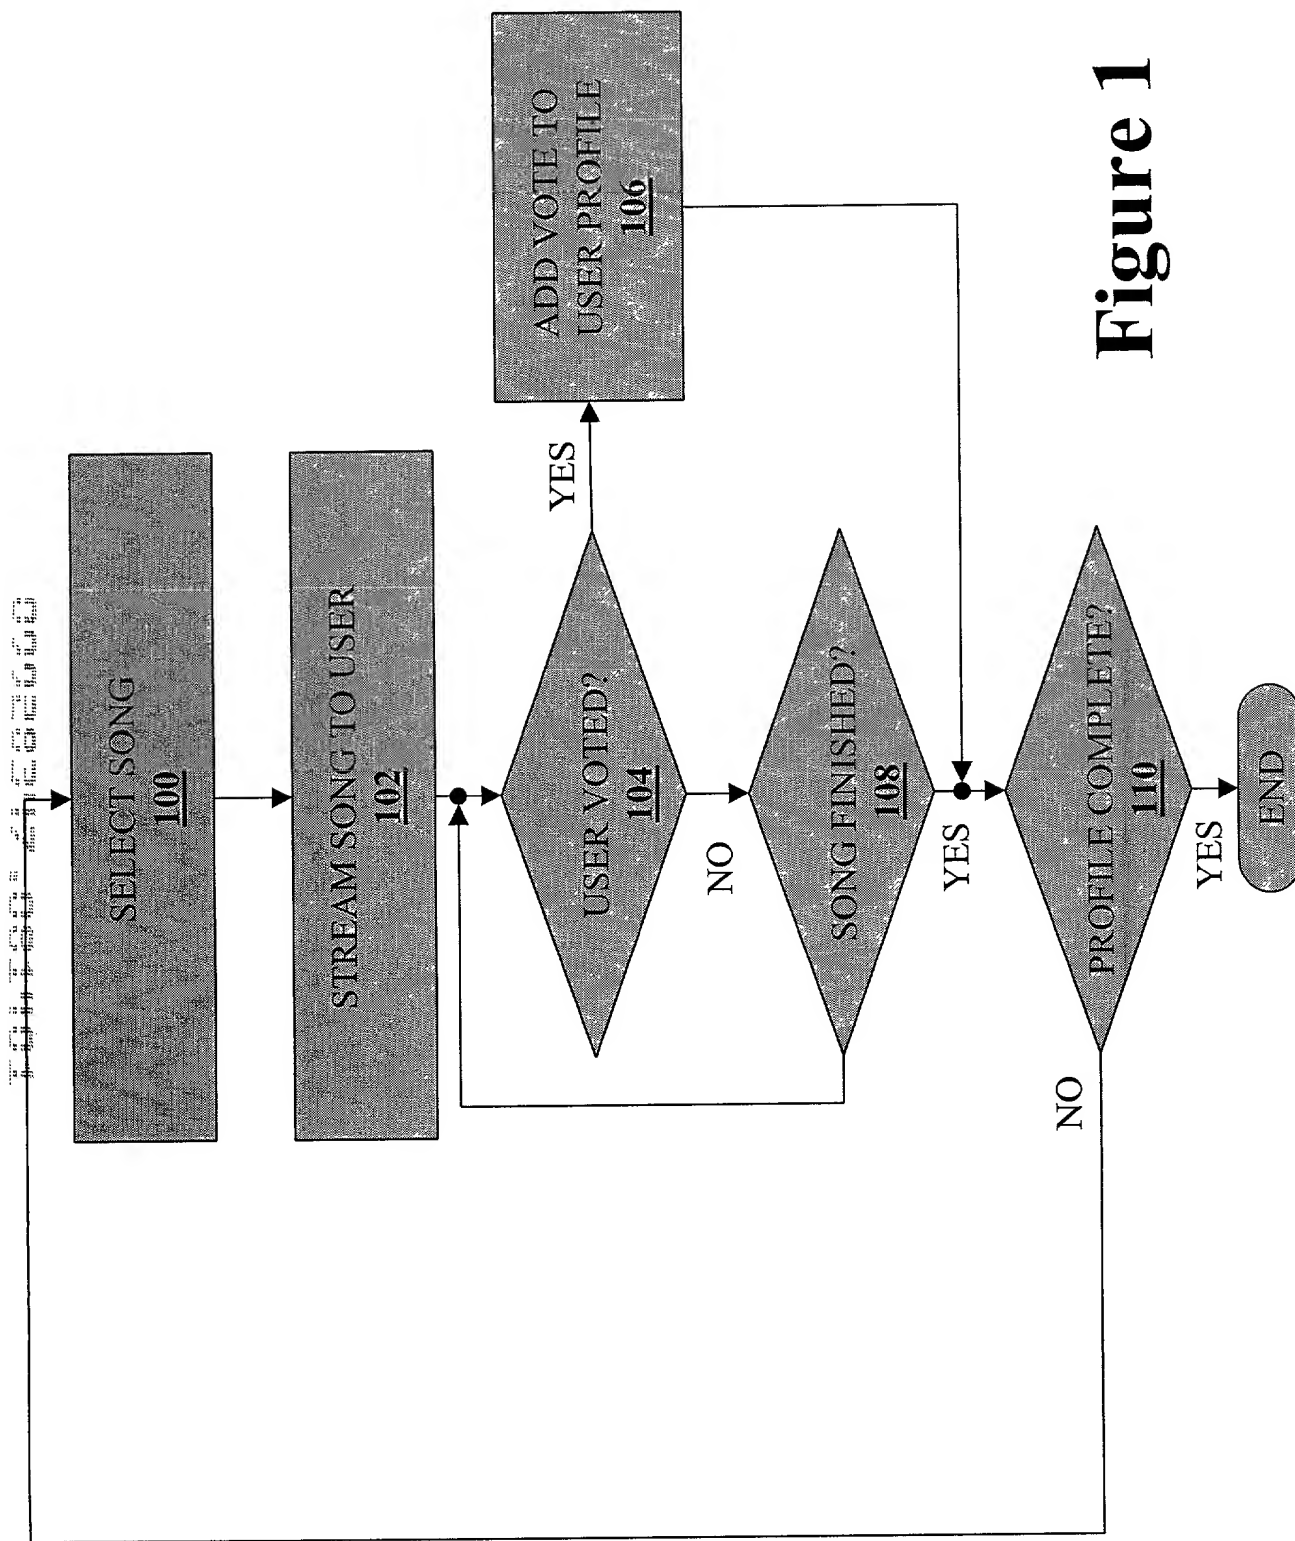 SELECT SONG
100
STREAM SONG TO USER
102
USER VOTED?
104
YES
ADD VOTE TO
USER PROFILE
106
NO
SONG FINISHED?
108
YES
PROFILE COMPLETE?
110
NO
YES
END
Figure 1